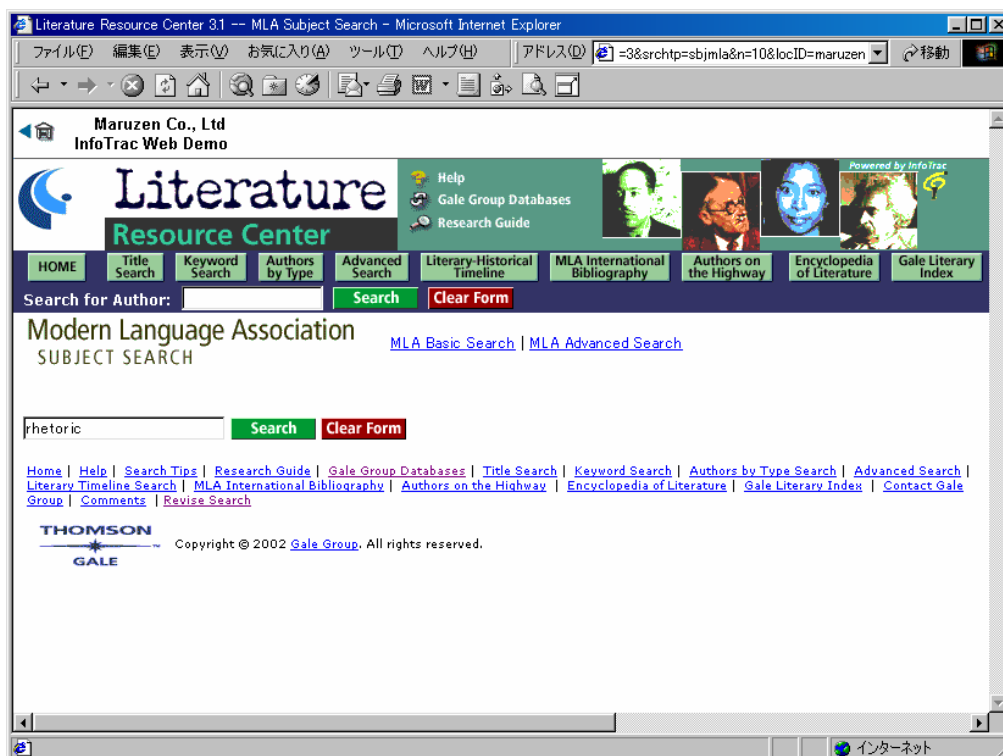 Literature Resource Center 3.1 -- MLA Subject Search - Microsoft Internet Explorer
ファイル(F) 編集(E) 表示(V) お気に入り(A) ツール(T) ヘルプ(H) アドレス(D) =3&srchtp=sbjmla&n=10&locID=maruzen 移動
Maruzen Co., Ltd
InfoTrac Web Demo
Literature
Resource Center
Help
Gale Group Databases
Research Guide
Powered by InfoTrac
HOME Title Search Keyword Search Authors by Type Advanced Search Literary-Historical Timeline MLA International Bibliography Authors on the Highway Encyclopedia of Literature Gale Literary Index
Search for Author: Search Clear Form
Modern Language Association
SUBJECT SEARCH
MLA Basic Search | MLA Advanced Search
rhetoric Search Clear Form
Home | Help | Search Tips | Research Guide | Gale Group Databases | Title Search | Keyword Search | Authors by Type Search | Advanced Search |
Literary Timeline Search | MLA International Bibliography | Authors on the Highway | Encyclopedia of Literature | Gale Literary Index | Contact Gale
Group | Comments | Revise Search
THOMSON
GALE
Copyright © 2002 Gale Group. All rights reserved.
インターネット